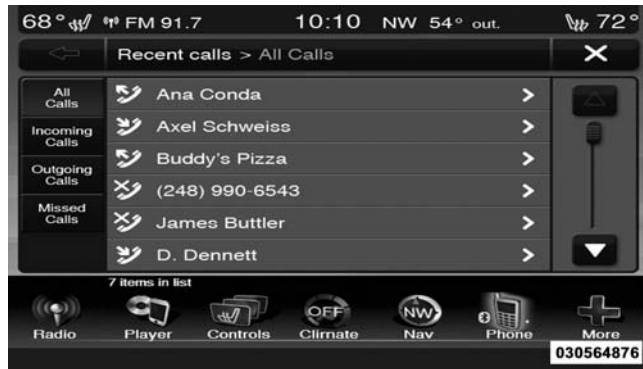 68° FM 91.7 10:10 NW 54° out. 72°
Recent calls > All Calls
All
Calls
Incoming
Calls
Outgoing
Calls
Missed
Calls
Ana Conda
Axel Schweiss
Buddy's Pizza
(248) 990-6543
James Buttler
D. Dennett
7 items in list
OFF
NW
Radio Player Controls Climate Nav Phone More
030564876